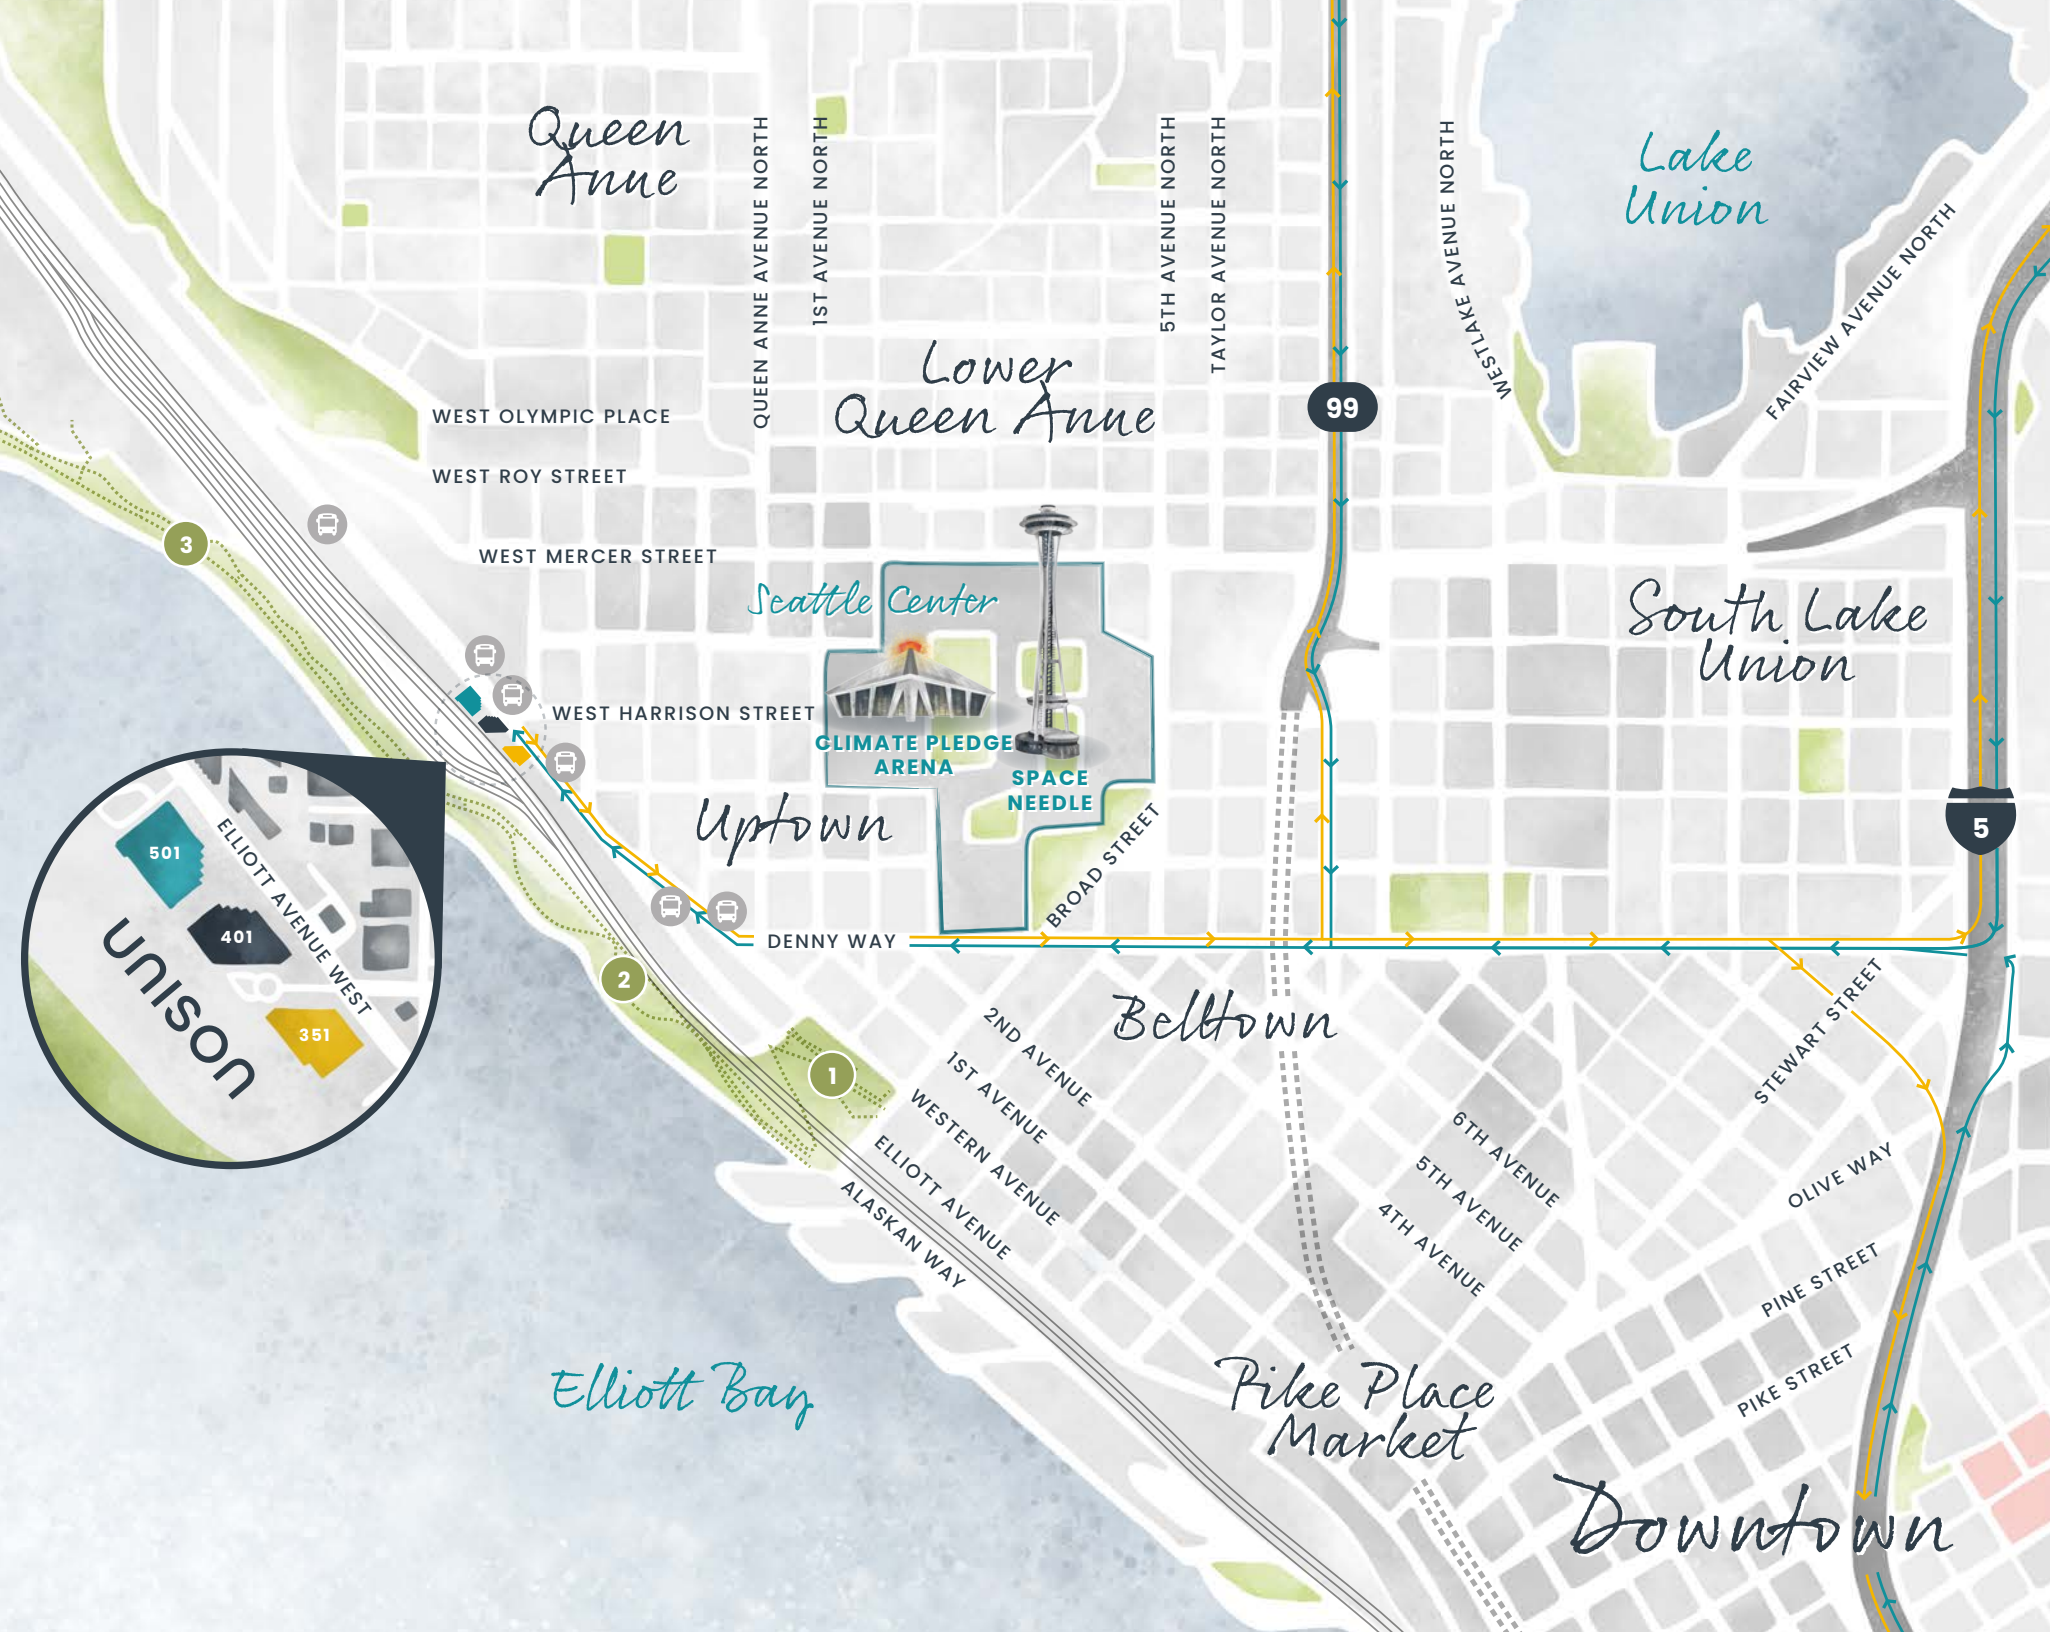 Queen
Anne
QUEEN ANNE AVENUE NORTH
1ST AVENUE NORTH
5TH AVENUE NORTH
TAYLOR AVENUE NORTH
WESTLAKE AVENUE NORTH
Lake
Union
FAIRVIEW AVENUE NORTH
Lower
Queen Anne
99
WEST OLYMPIC PLACE
WEST ROY STREET
WEST MERCER STREET
3
Seattle Center
South Lake
Union
WEST HARRISON STREET
CLIMATE PLEDGE
ARENA
SPACE
NEEDLE
Uptown
BROAD STREET
5
501
401
351
ELLIOTT AVENUE WEST
UNISON
DENNY WAY
2
1
Belltown
2ND AVENUE
1ST AVENUE
WESTERN AVENUE
ELLIOTT AVENUE
ALASKAN WAY
STEWART STREET
6TH AVENUE
5TH AVENUE
4TH AVENUE
OLIVE WAY
PINE STREET
PIKE STREET
Elliott Bay
Pike Place
Market
Downtown